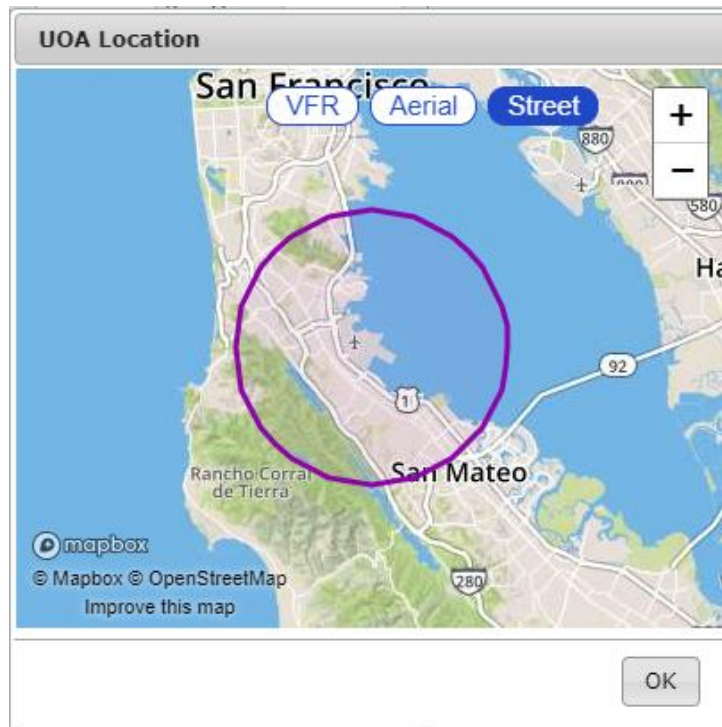 UOA Location
San Francisco
VFR
Aerial
Street
+
−
880
580
Ha
92
1
Rancho Corral
de Tierra
San Mateo
mapbox
© Mapbox © OpenStreetMap
Improve this map
280
OK